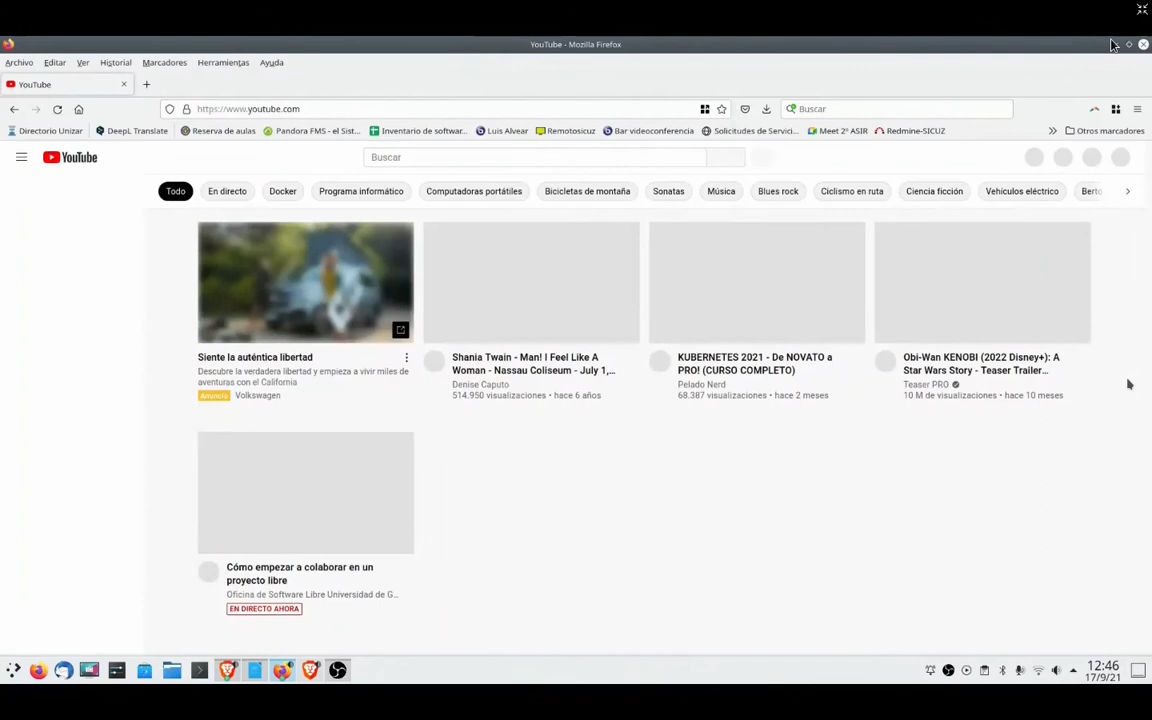 YouTube - Mozilla Firefox
Archivo Editar Ver Historial Marcadores Herramientas Ayuda
YouTube
https://www.youtube.com
Buscar
Directorio Unizar DeepL Translate Reserva de aulas Pandora FMS - el Sist... Inventario de softwar... Luis Alvear Remotosicuz Bar videoconferencia Solicitudes de Servici... Meet 2º ASIR Redmine-SICUZ Otros marcadores
YouTube
Buscar
Todo En directo Docker Programa informático Computadoras portátiles Bicicletas de montaña Sonatas Música Blues rock Ciclismo en ruta Ciencia ficción Vehículos eléctrico Berto
Siente la auténtica libertad
Descubre la verdadera libertad y empieza a vivir miles de
aventuras con el California
Anuncio Volkswagen
Shania Twain - Man! I Feel Like A
Woman - Nassau Coliseum - July 1,...
Denise Caputo
514.950 visualizaciones • hace 6 años
KUBERNETES 2021 - De NOVATO a
PRO! (CURSO COMPLETO)
Pelado Nerd
68.387 visualizaciones • hace 2 meses
Obi-Wan KENOBI (2022 Disney+): A
Star Wars Story - Teaser Trailer...
Teaser PRO
10 M de visualizaciones • hace 10 meses
Cómo empezar a colaborar en un
proyecto libre
Oficina de Software Libre Universidad de G...
EN DIRECTO AHORA
12:46
17/9/21